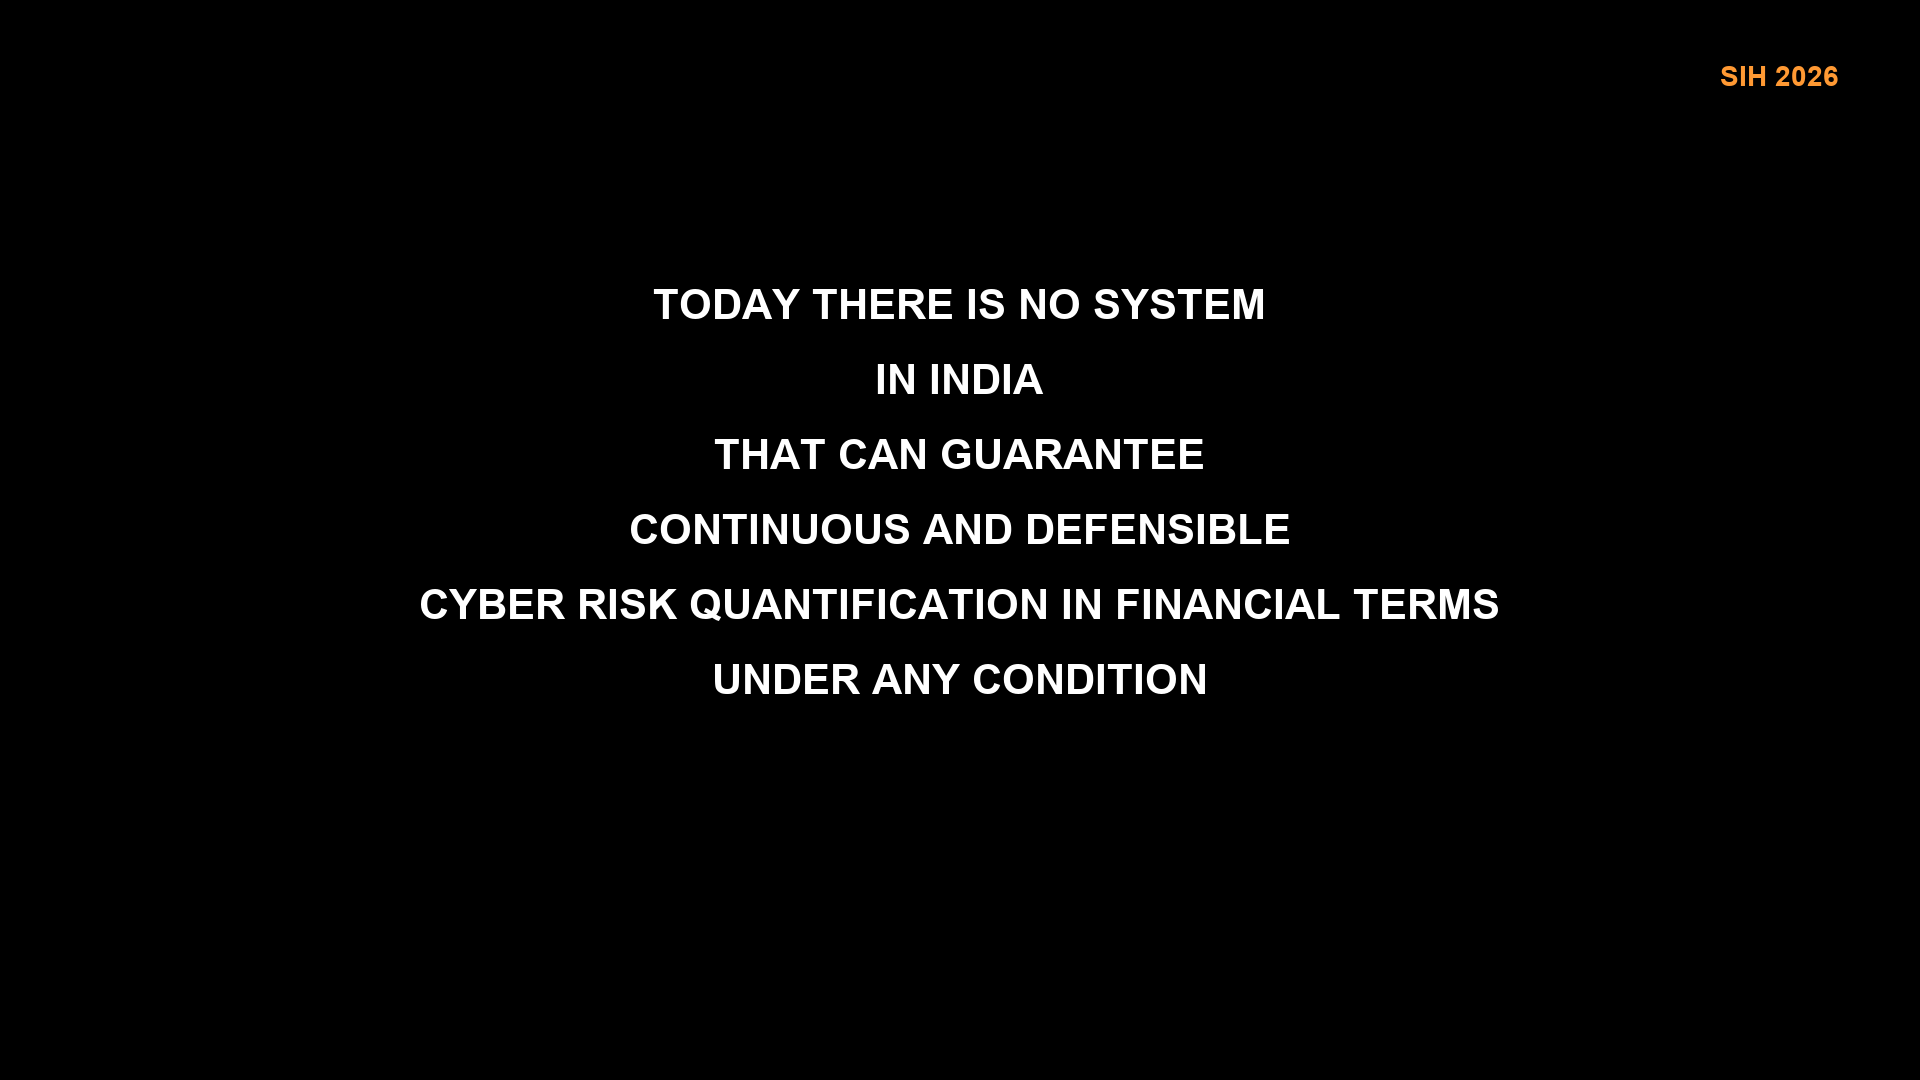 SIH 2026
TODAY THERE IS NO SYSTEM
IN INDIA
THAT CAN GUARANTEE
CONTINUOUS AND DEFENSIBLE
CYBER RISK QUANTIFICATION IN FINANCIAL TERMS
UNDER ANY CONDITION